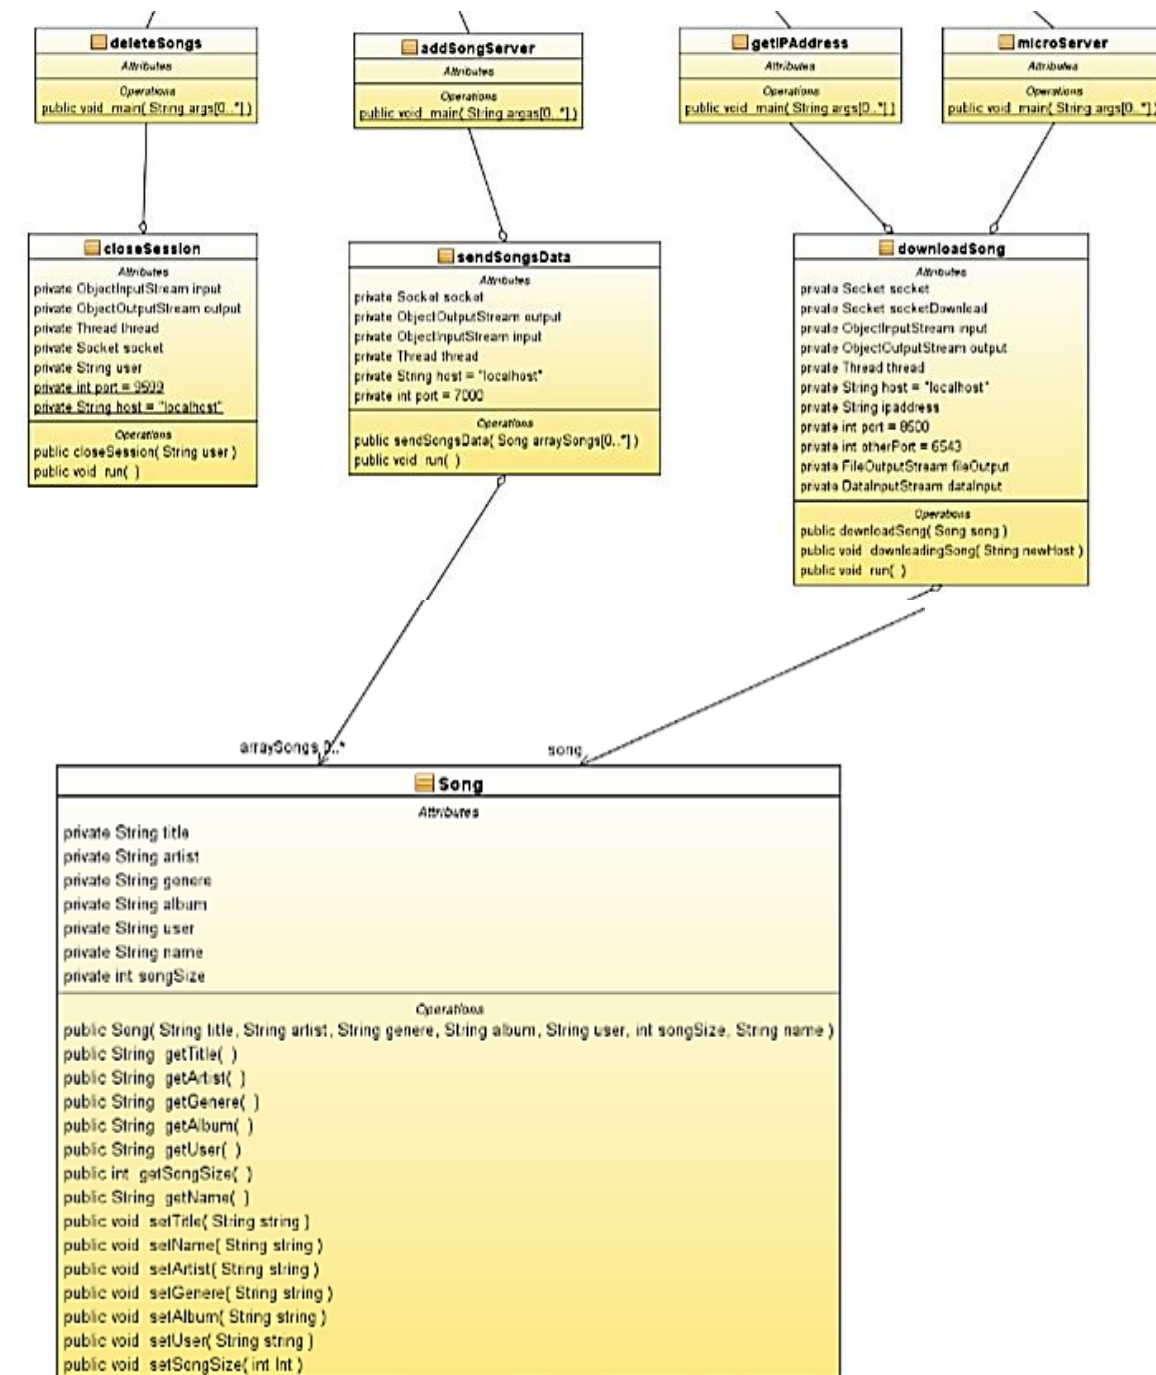 deleteSongs
Attributes
Operations
public void main( String args[0..*] )
addSongServer
Attributes
Operations
public void main( String argas[0..*] )
getIPAddress
Attributes
Operations
public void main( String args[0..*] )
microServer
Attributes
Operations
public void main( String args[0..*] )
closeSession
Attributes
private ObjectInputStream input
private ObjectOutputStream output
private Thread thread
private Socket socket
private String user
private int port = 9599
private String host = "localhost"
Operations
public closeSession( String user )
public void run( )
sendSongsData
Attributes
private Socket socket
private ObjectOutputStream output
private ObjectInputStream input
private Thread thread
private String host = "localhost"
private int port = 7000
Operations
public sendSongsData( Song arraySongs[0..*] )
public void run( )
downloadSong
Attributes
private Socket socket
private Socket socketDownload
private ObjectInputStream input
private ObjectOutputStream output
private Thread thread
private String host = "localhost"
private String ipaddress
private int port = 8500
private int otherPort = 6543
private FileOutputStream fileOutput
private DataInputStream dataInput
Operations
public downloadSong( Song song )
public void downloadingSong( String newHost )
public void run( )
arraySongs 0..*
song
Song
Attributes
private String title
private String artist
private String genere
private String album
private String user
private String name
private int songSize
Operations
public Song( String title, String artist, String genere, String album, String user, int songSize, String name )
public String getTitle( )
public String getArtist( )
public String getGenere( )
public String getAlbum( )
public String getUser( )
public int getSongSize( )
public String getName( )
public void setTitle( String string )
public void setName( String string )
public void setArtist( String string )
public void setGenere( String string )
public void setAlbum( String string )
public void setUser( String string )
public void setSongSize( int Int )